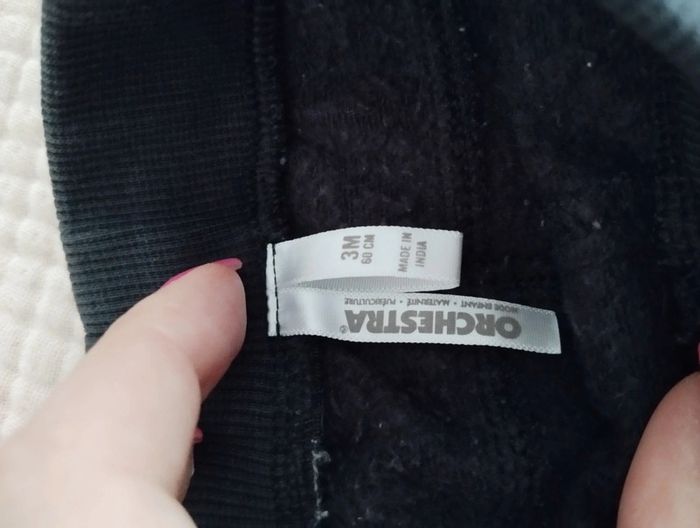 3M
60 CM
MADE IN
INDIA
ORCHESTRA®
MODE ENFANT • MATERNITÉ • PUÉRICULTURE